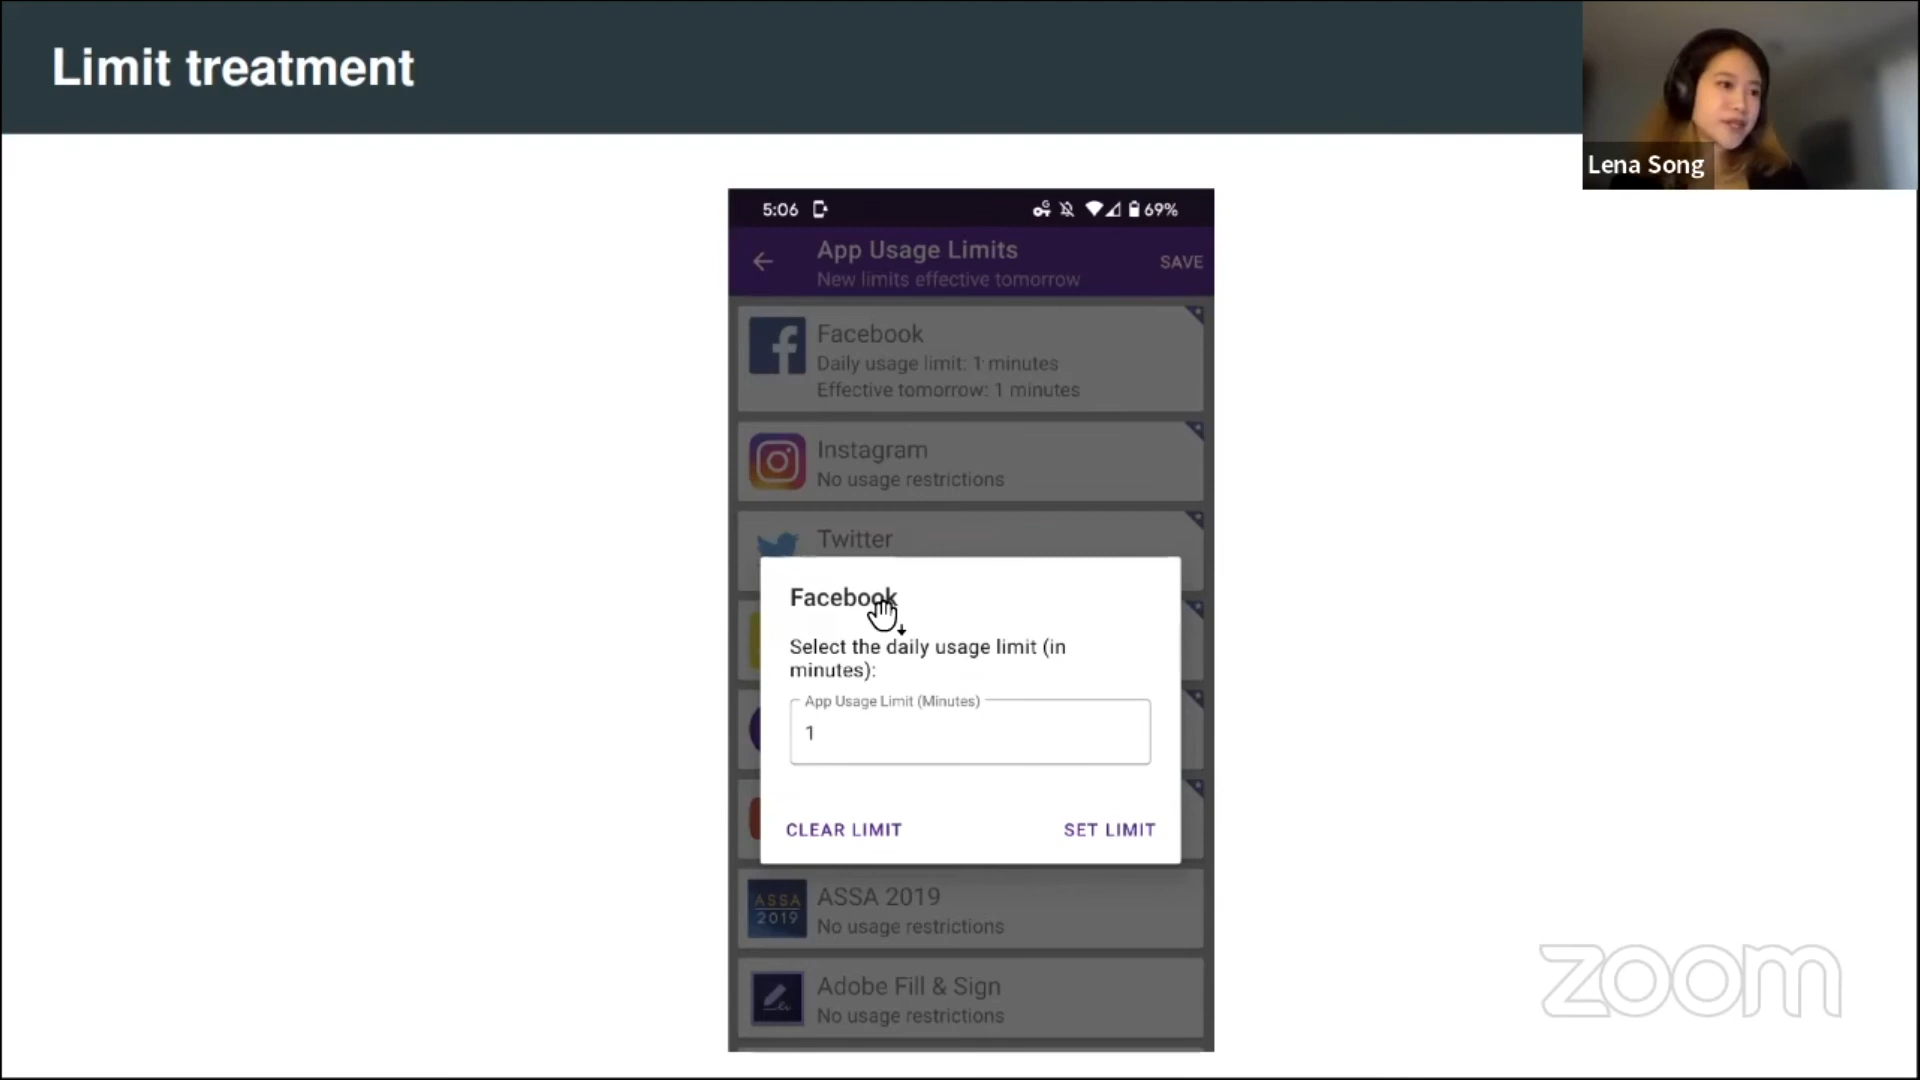 Limit treatment
Lena Song
5:06
69%
App Usage Limits
New limits effective tomorrow
SAVE
Facebook
Daily usage limit: 1 minutes
Effective tomorrow: 1 minutes
Instagram
No usage restrictions
Twitter
Facebook
Select the daily usage limit (in
minutes):
App Usage Limit (Minutes)
1
CLEAR LIMIT
SET LIMIT
ASSA
2019
ASSA 2019
No usage restrictions
Adobe Fill & Sign
No usage restrictions
zoom